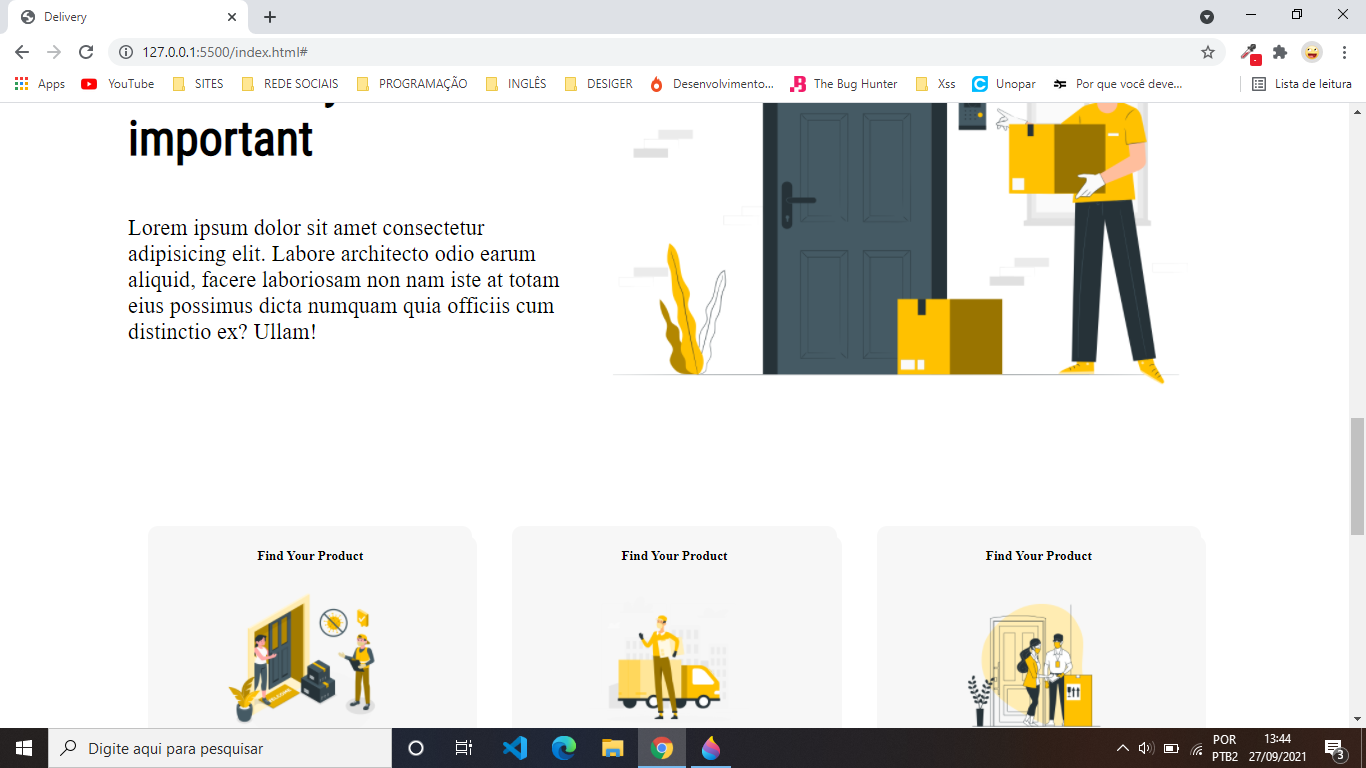 Delivery
127.0.0.1:5500/index.html#
Apps YouTube SITES REDE SOCIAIS PROGRAMAÇÃO INGLÊS DESIGER Desenvolvimento... The Bug Hunter Xss Unopar Por que você deve... Lista de leitura
important
Lorem ipsum dolor sit amet consectetur
adipisicing elit. Labore architecto odio earum
aliquid, facere laboriosam non nam iste at totam
eius possimus dicta numquam quia officiis cum
distinctio ex? Ullam!
Find Your Product Find Your Product Find Your Product
Digite aqui para pesquisar
POR 13:44
PTB2 27/09/2021 3